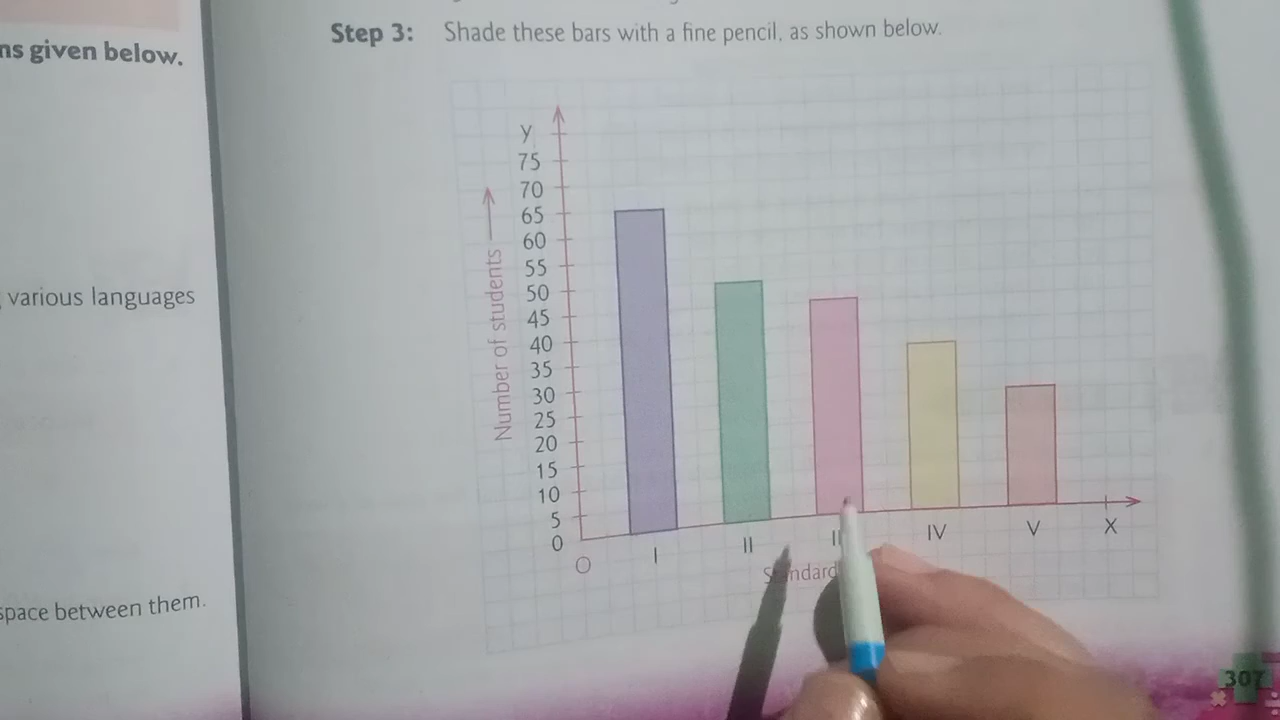 ns given below.
various languages
space between them.
Step 3: Shade these bars with a fine pencil, as shown below.
Number of students
y
75
70
65
60
55
50
45
40
35
30
25
20
15
10
5
0
O
I
II
IV
V
X
307